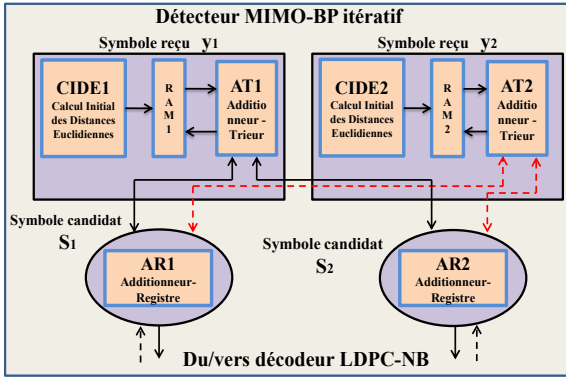 Détecteur MIMO-BP itératif
Symbole reçu y1
Symbole reçu y2
CIDE1
Calcul Initial
des Distances
Euclidiennes
R
A
M
1
AT1
Additio
nneur -
Trieur
CIDE2
Calcul Initial
des Distances
Euclidiennes
R
A
M
2
AT2
Additio
nneur -
Trieur
Symbole candidat
S1
Symbole candidat
S2
AR1
Additionneur-
Registre
AR2
Additionneur-
Registre
Du/vers décodeur LDPC-NB